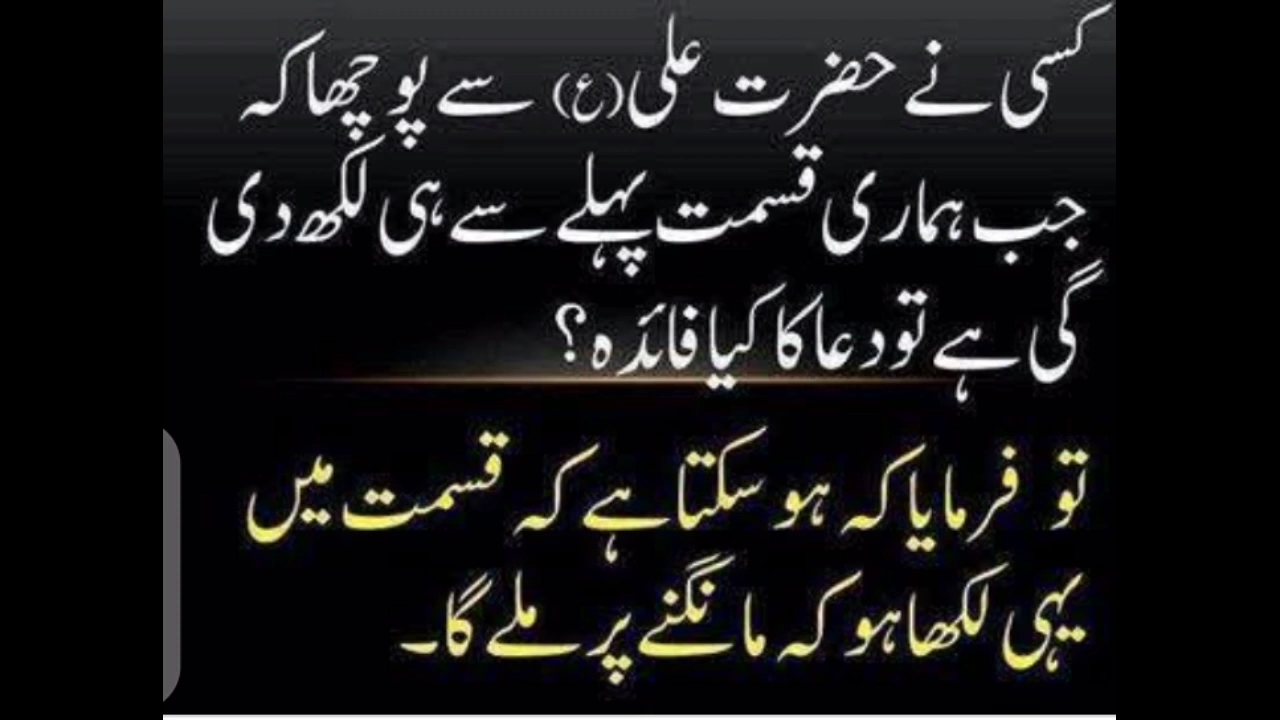 کسی نے حضرت علی(ع) سے پوچھا کہ
جب ہماری قسمت پہلے سے ہی لکھ دی
گی ہے تو دعا کا کیا فائدہ؟
تو فرمایا کہ ہو سکتا ہے کہ قسمت میں
یہی لکھا ہو کہ مانگنے پر ملے گا۔